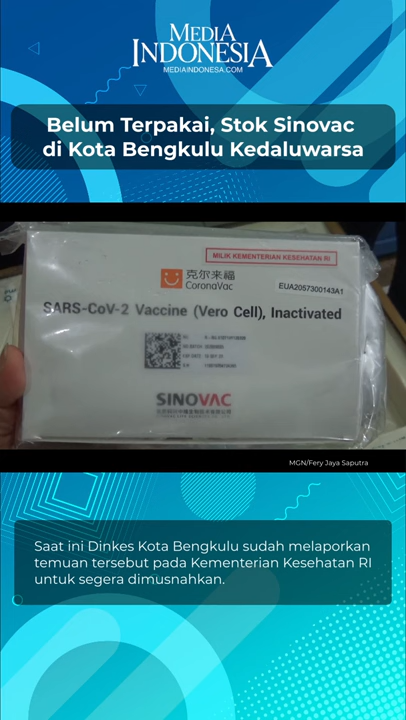 MEDIA
INDONESIA
MEDIAINDONESA.COM
Belum Terpakai, Stok Sinovac
di Kota Bengkulu Kedaluwarsa
MILIK KEMENTERIAN KESEHATAN RI
克尔来福
CoronaVac
EUA2057300143A1
SARS-CoV-2 Vaccine (Vero Cell), Inactivated
SINOVAC
MGN/Fery Jaya Saputra
Saat ini Dinkes Kota Bengkulu sudah melaporkan
temuan tersebut pada Kementerian Kesehatan RI
untuk segera dimusnahkan.